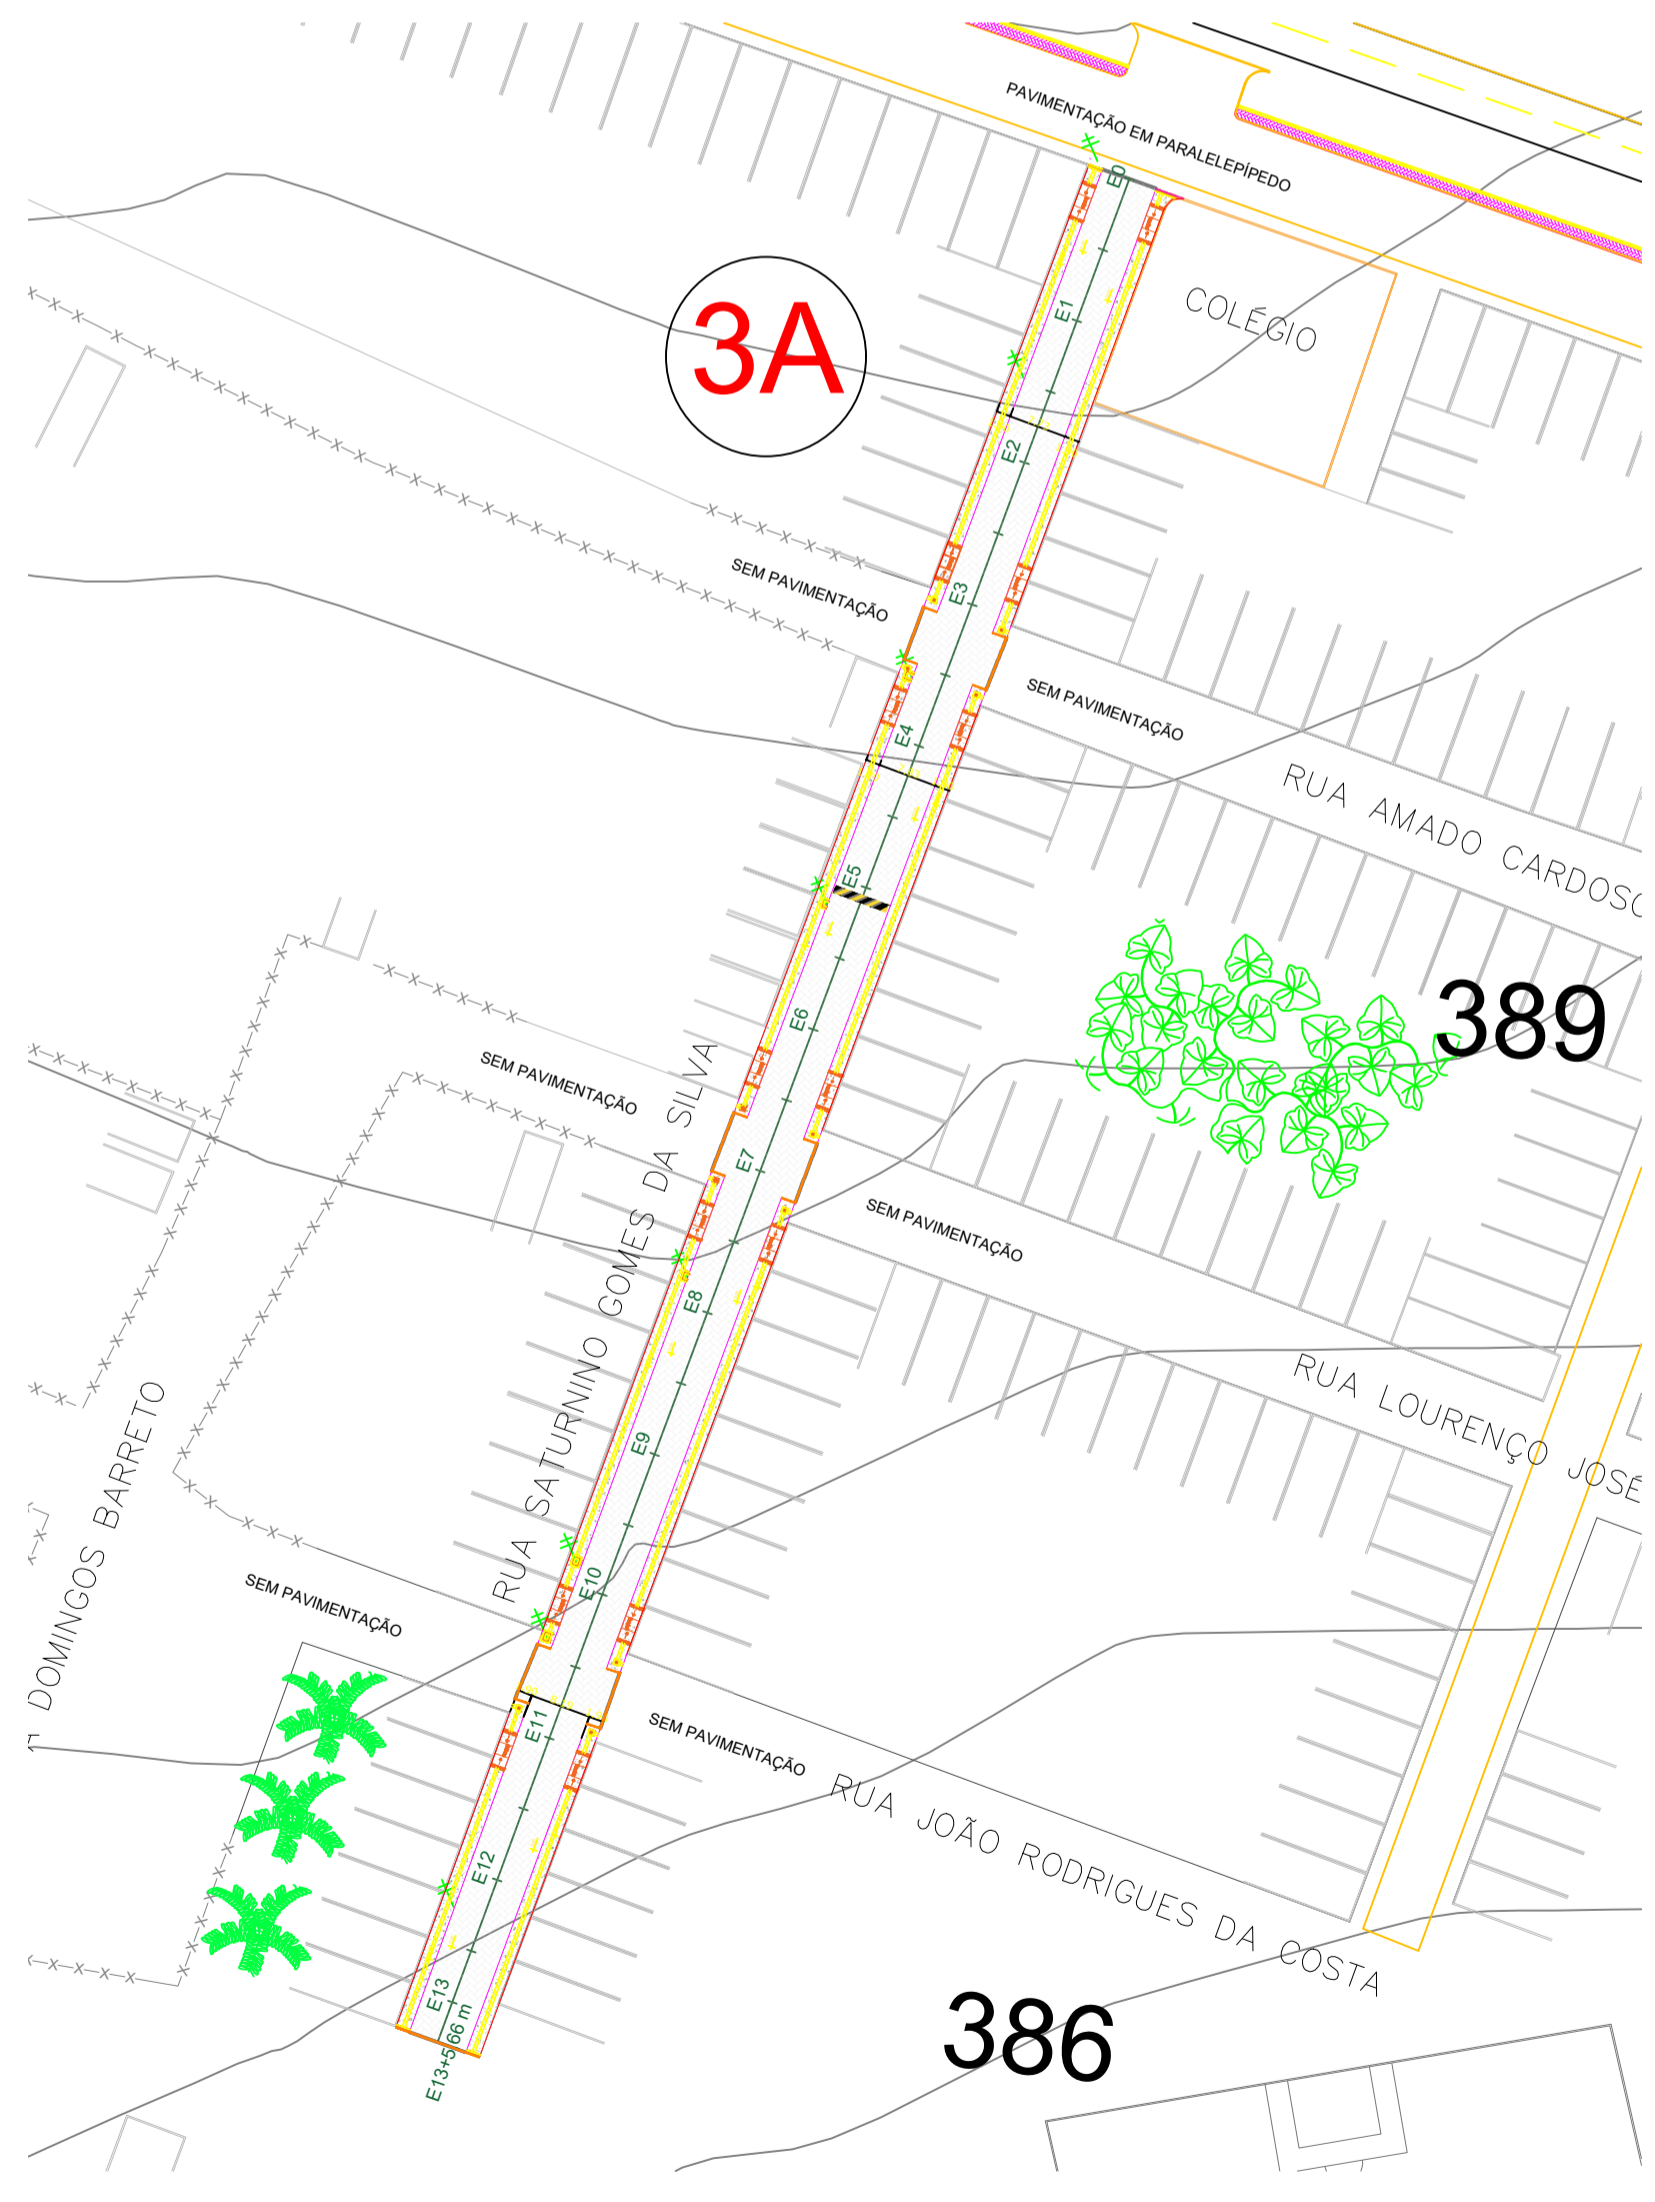 PAVIMENTAÇÃO EM PARALELEPÍPEDO
E0
COLÉGIO
3A
E1
E2
SEM PAVIMENTAÇÃO
E3
SEM PAVIMENTAÇÃO
E4
RUA AMADO CARDOSO
E5
389
E6
SEM PAVIMENTAÇÃO
E7
RUA SATURNINO GOMES DA SILVA
SEM PAVIMENTAÇÃO
E8
RUA LOURENÇO JOSÉ
E9
DOMINGOS BARRETO
E10
SEM PAVIMENTAÇÃO
E11
SEM PAVIMENTAÇÃO
RUA JOÃO RODRIGUES DA COSTA
E12
E13
E13+5,66 m
386